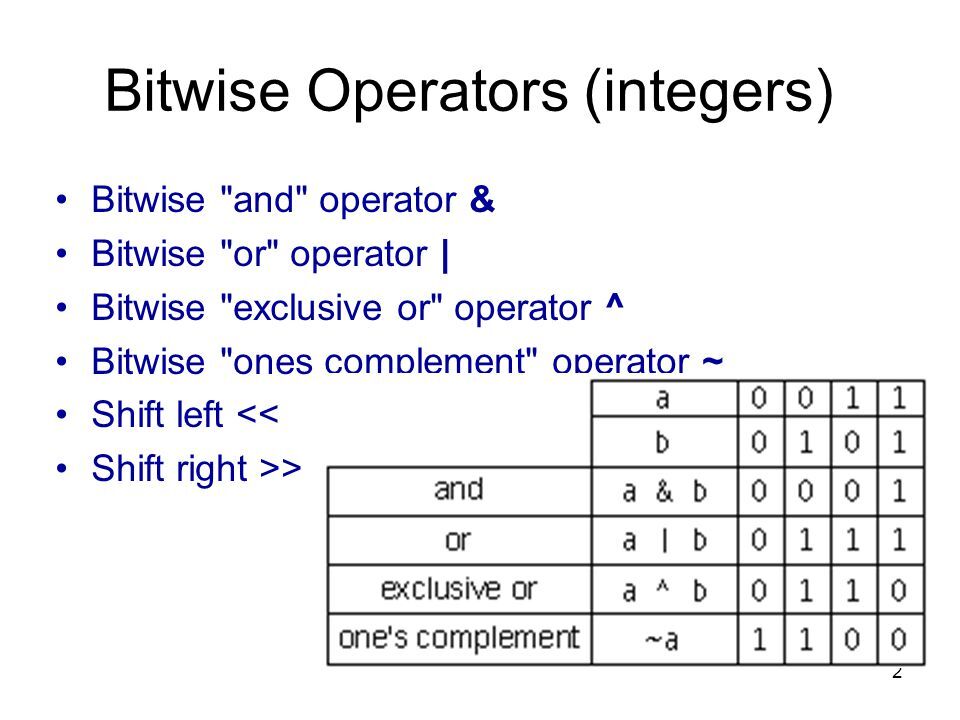 Bitwise Operators (integers)
• Bitwise "and" operator &
• Bitwise "or" operator |
• Bitwise "exclusive or" operator ^
• Bitwise "ones complement" operator ~
• Shift left <<
• Shift right >>
a 0 0 1 1
b 0 1 0 1
and a & b 0 0 0 1
or a | b 0 1 1 1
exclusive or a ^ b 0 1 1 0
one's complement ~a 1 1 0 0
2